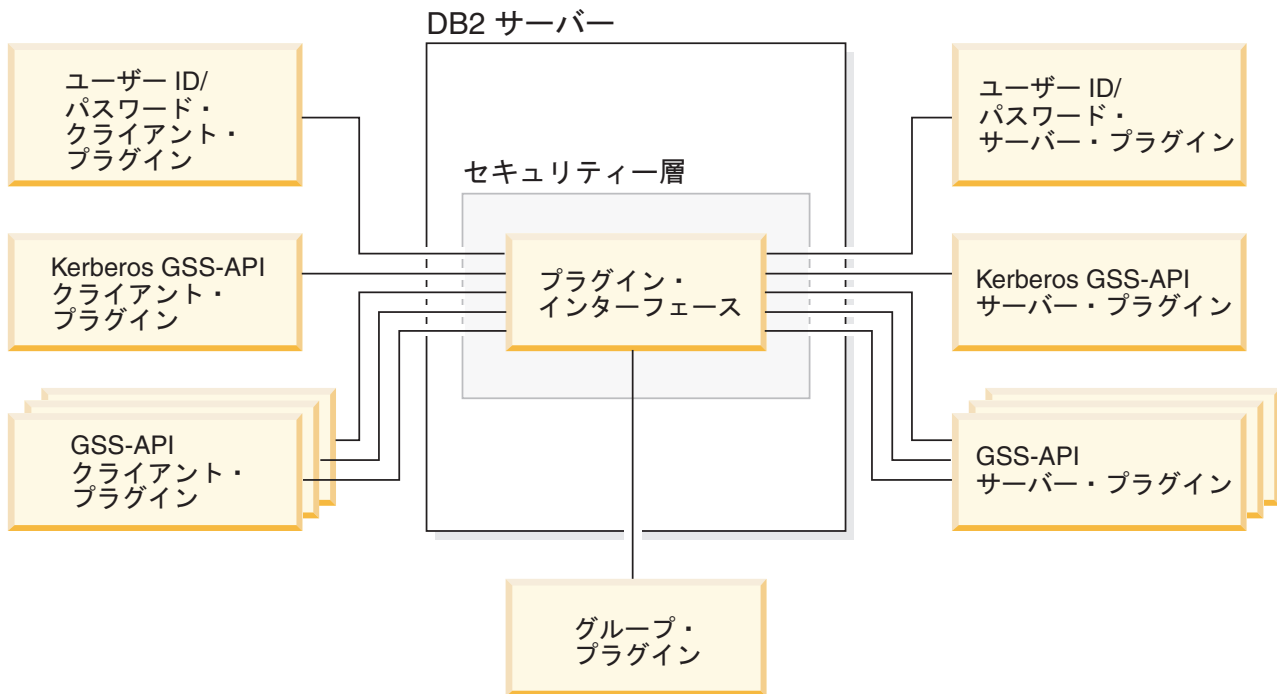 DB2 サーバー
ユーザー ID/
パスワード・
クライアント・
プラグイン
ユーザー ID/
パスワード・
サーバー・プラグイン
セキュリティー層
Kerberos GSS-API
クライアント・
プラグイン
プラグイン・
インターフェース
Kerberos GSS-API
サーバー・プラグイン
GSS-API
クライアント・
プラグイン
GSS-API
サーバー・プラグイン
グループ・
プラグイン